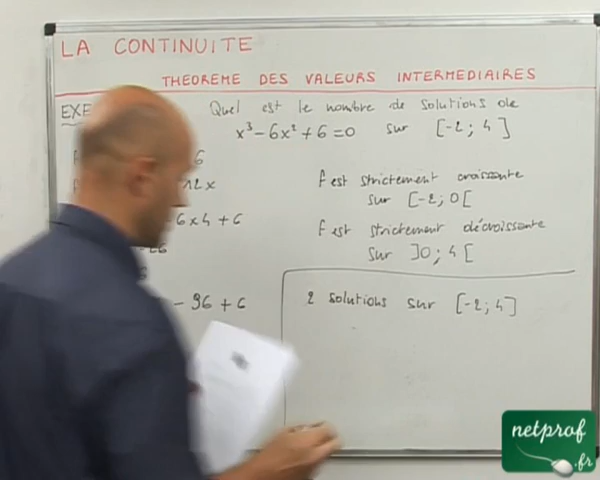 LA CONTINUITE
THEOREME DES VALEURS INTERMEDIAIRES
EXE
Quel est le nombre de solutions de
x³-6x²+6=0 sur [-2; 4]
6
12x
6x4+6
-26
- 96 + 6
f est strictement croissante
sur [-2; 0[
f est strictement décroissante
sur ]0; 4[
2 solutions sur [-2; 4]
netprof
.fr